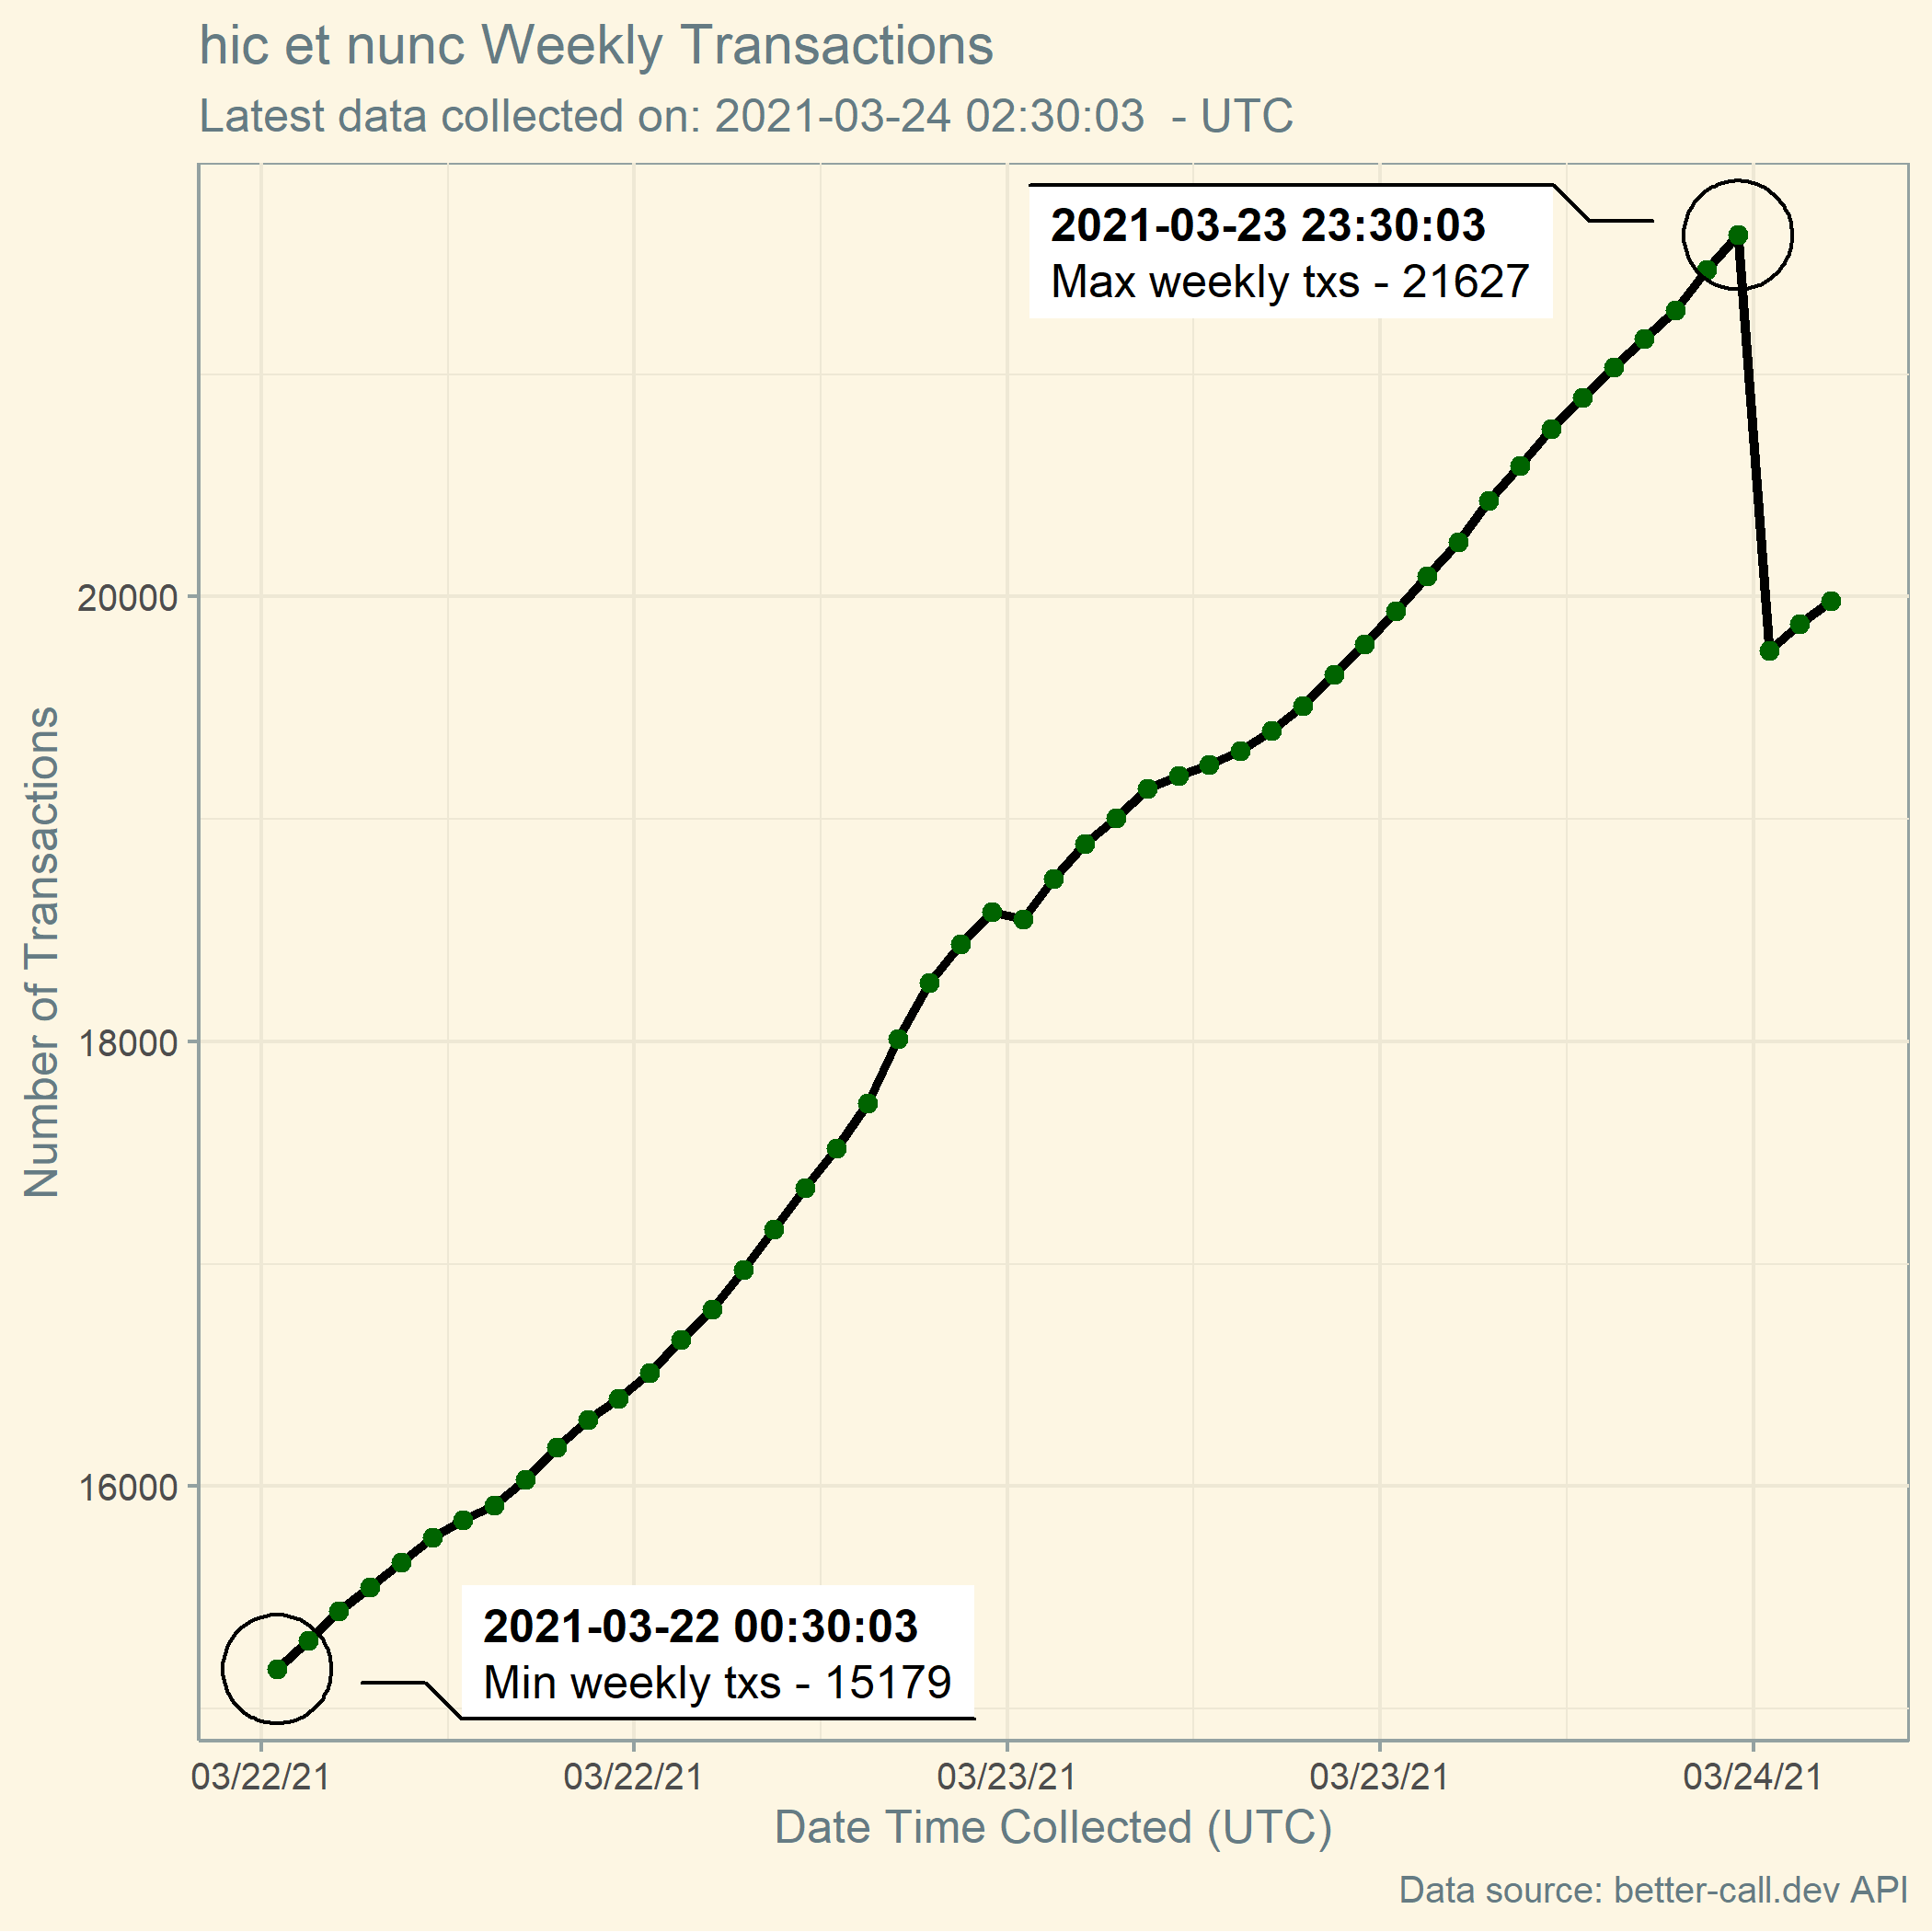 hic et nunc Weekly Transactions
Latest data collected on: 2021-03-24 02:30:03  - UTC
2021-03-23 23:30:03
Max weekly txs - 21627
Number of Transactions
20000
18000
16000
2021-03-22 00:30:03
Min weekly txs - 15179
03/22/21 03/22/21 03/23/21 03/23/21 03/24/21
Date Time Collected (UTC)
Data source: better-call.dev API